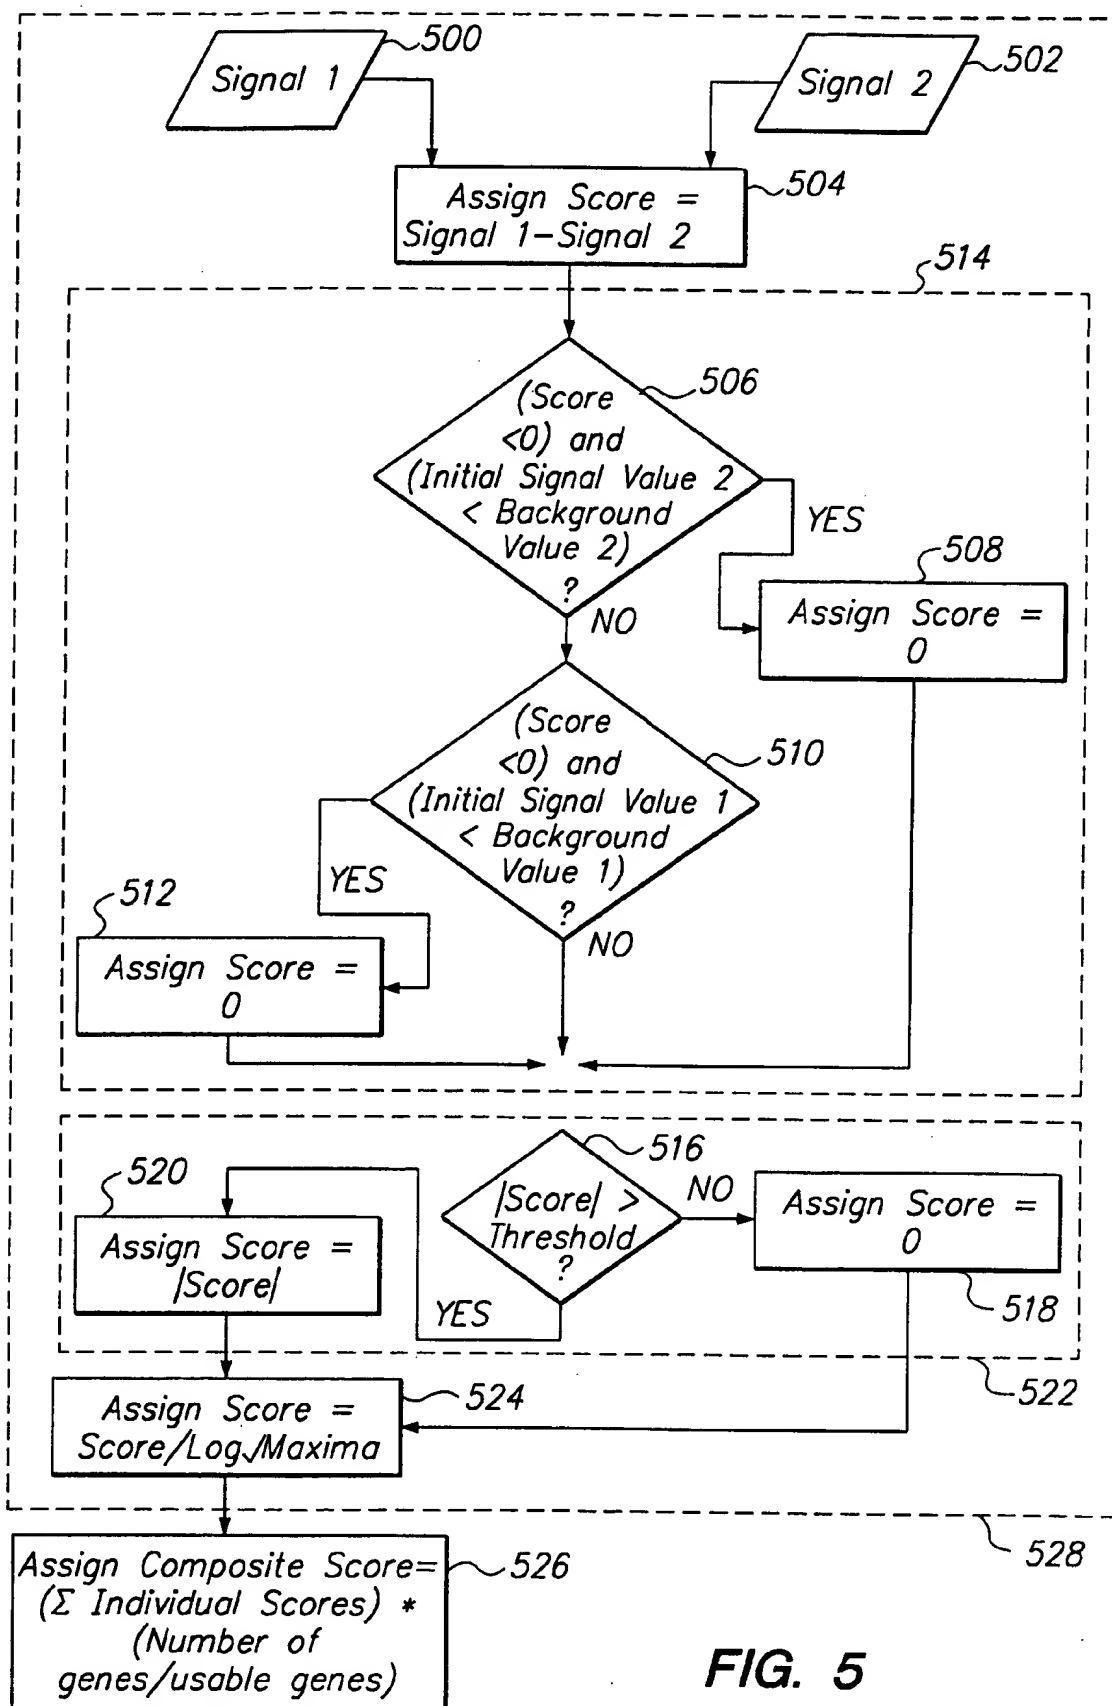 500
Signal 1
502
Signal 2
504
Assign Score =
Signal 1-Signal 2
514
506
(Score
<0) and
(Initial Signal Value 2
< Background
Value 2)
?
YES
NO
508
Assign Score =
0
510
(Score
<0) and
(Initial Signal Value 1
< Background
Value 1)
?
YES
NO
512
Assign Score =
0
516
|Score| >
Threshold
?
NO
YES
520
Assign Score =
|Score|
Assign Score =
0
518
522
524
Assign Score =
Score/Log√Maxima
528
526
Assign Composite Score=
(Σ Individual Scores) *
(Number of
genes/usable genes)
FIG. 5